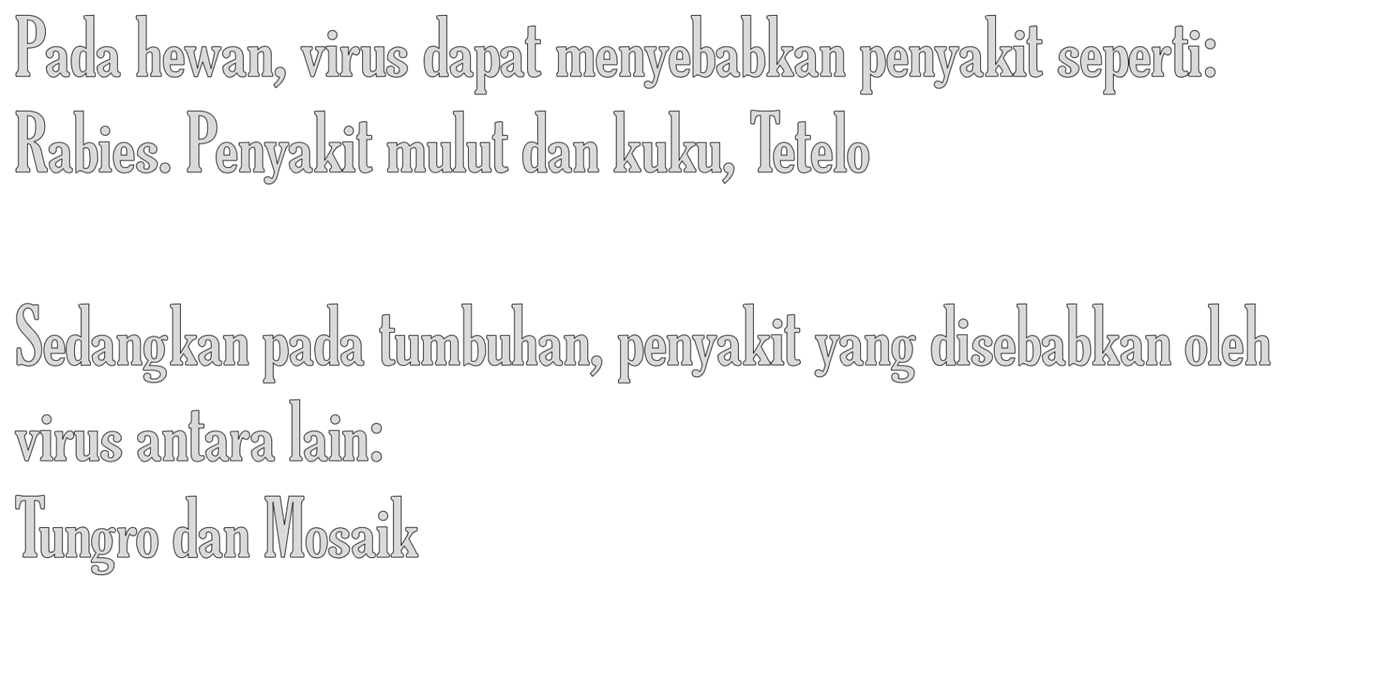 Pada hewan, virus dapat menyebabkan penyakit seperti:
Rabies. Penyakit mulut dan kuku, Tetelo
Sedangkan pada tumbuhan, penyakit yang disebabkan oleh
virus antara lain:
Tungro dan Mosaik